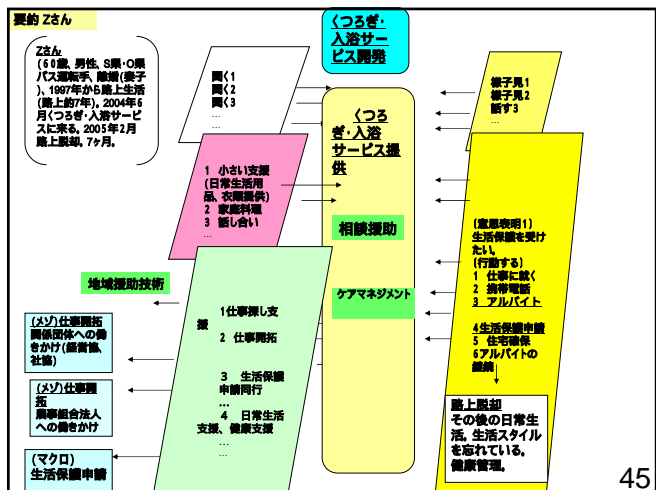 要約 Zさん
Zさん
(60歳、男性、S県・O県
バス運転手、離婚(妻子
)、1997年から路上生活
(路上的7年)。2004年6
月くつろぎ・入浴サービ
スに来る。2005年2月
路上脱却。7ヶ月。
聞く1
聞く2
聞く3
…
…
くつろぎ・
入浴サー
ビス開発
様子見1
様子見2
話す3
…
…
くつろ
ぎ・入浴
サービス提
供
1 小さい支援
(日常生活用
品、衣類提供)
2 家庭料理
3 話し合い
…
相談援助
(意思表明1)
生活保護を受け
たい。
(行動する)
1 仕事に就く
2 携帯電話
3 アルバイト
4生活保護申請
5 住宅確保
6アルバイトの
継続
地域援助技術
ケアマネジメント
1仕事探し支
援
2 仕事開拓
3 生活保護
申請同行
…
4 日常生活
支援、健康支援
…
…
(メゾ)仕事開拓
関係団体への働
きかけ(経営協、
社協)
(メゾ)仕事開
拓
農事組合法人
への働きかけ
(マクロ)
生活保護申請
路上脱却
その後の日常生
活。生活スタイル
を忘れている。
健康管理。
45